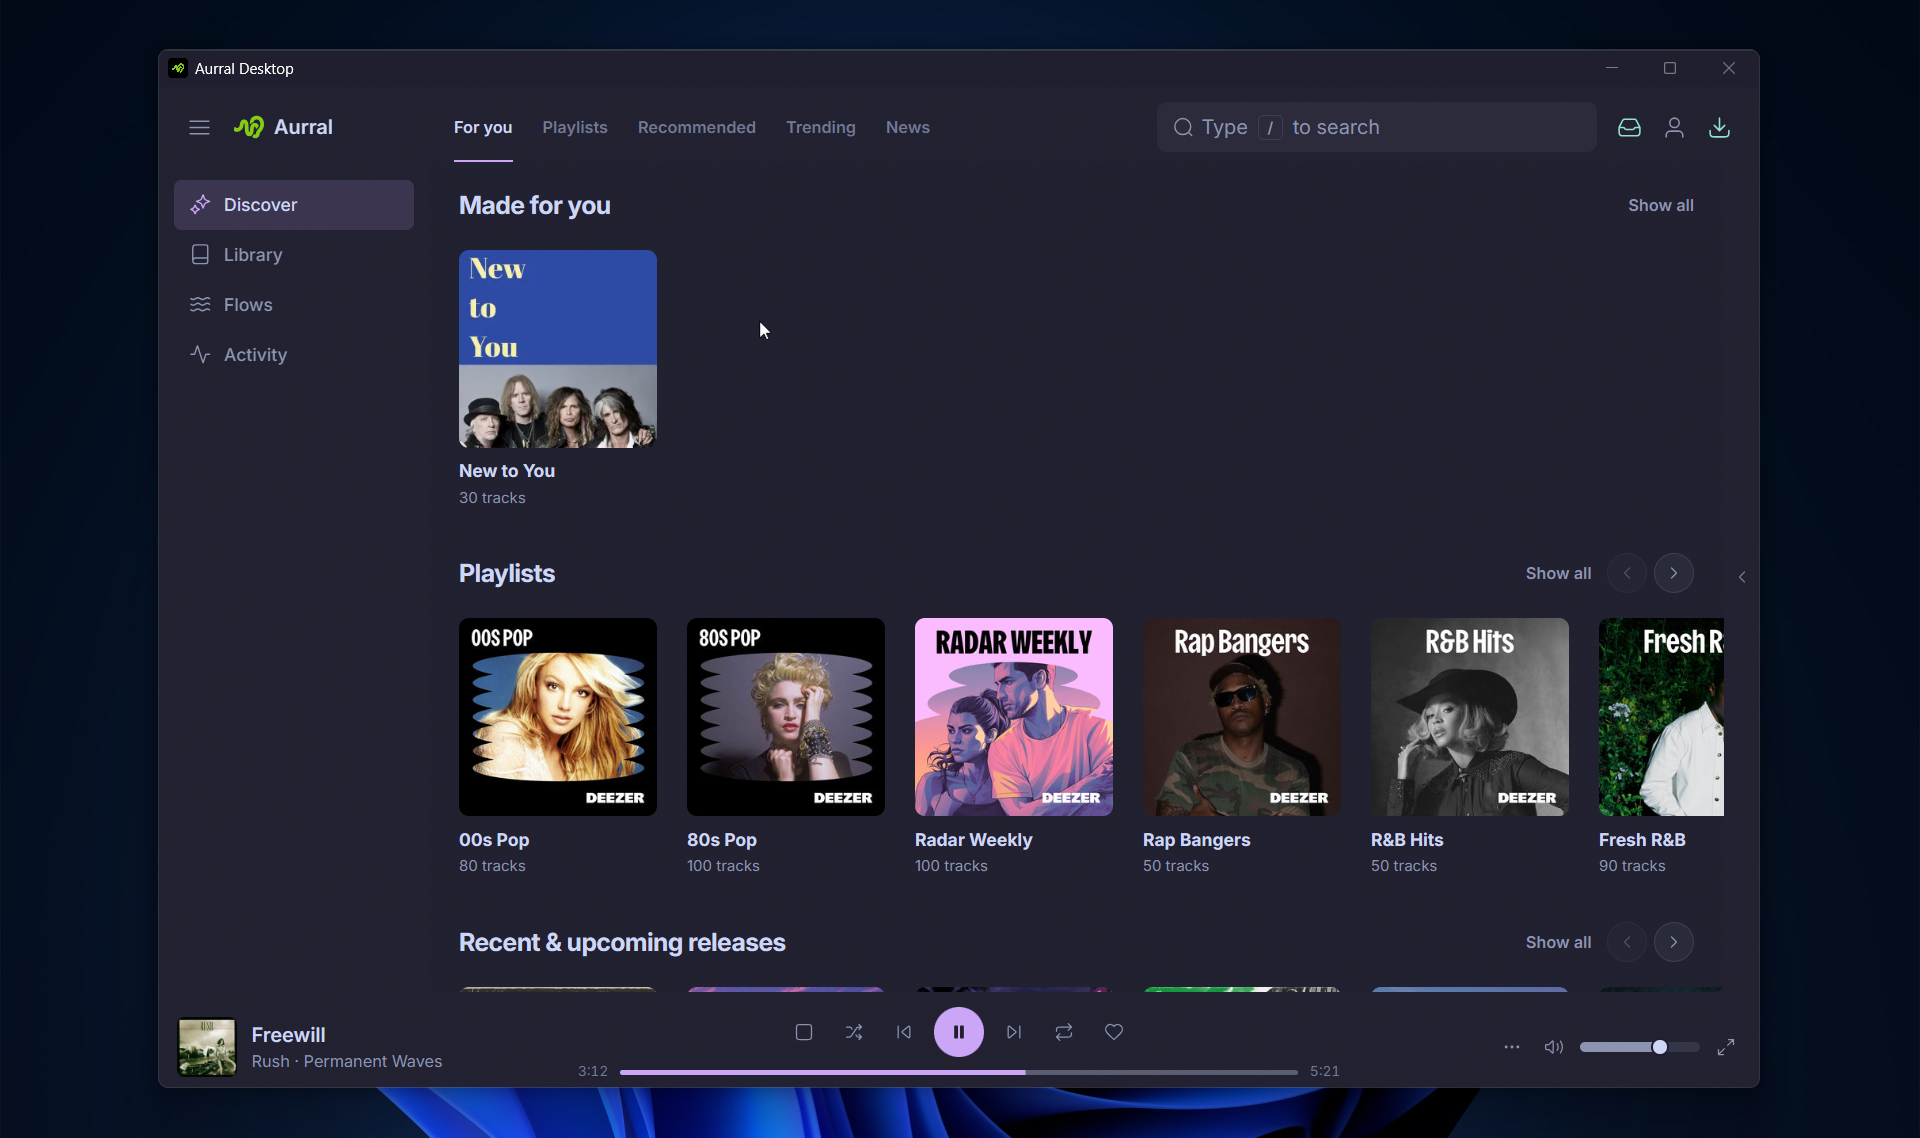 Aurral Desktop
Aurral
For you
Playlists
Recommended
Trending
News
Type / to search
Discover
Library
Flows
Activity
Made for you
Show all
New
to
You
New to You
30 tracks
Playlists
Show all
00S POP
DEEZER
80S POP
DEEZER
RADAR WEEKLY
DEEZER
Rap Bangers
DEEZER
R&B Hits
DEEZER
Fresh R
00s Pop
80 tracks
80s Pop
100 tracks
Radar Weekly
100 tracks
Rap Bangers
50 tracks
R&B Hits
50 tracks
Fresh R&B
90 tracks
Recent & upcoming releases
Show all
RUSH
Freewill
Rush · Permanent Waves
3:12
5:21